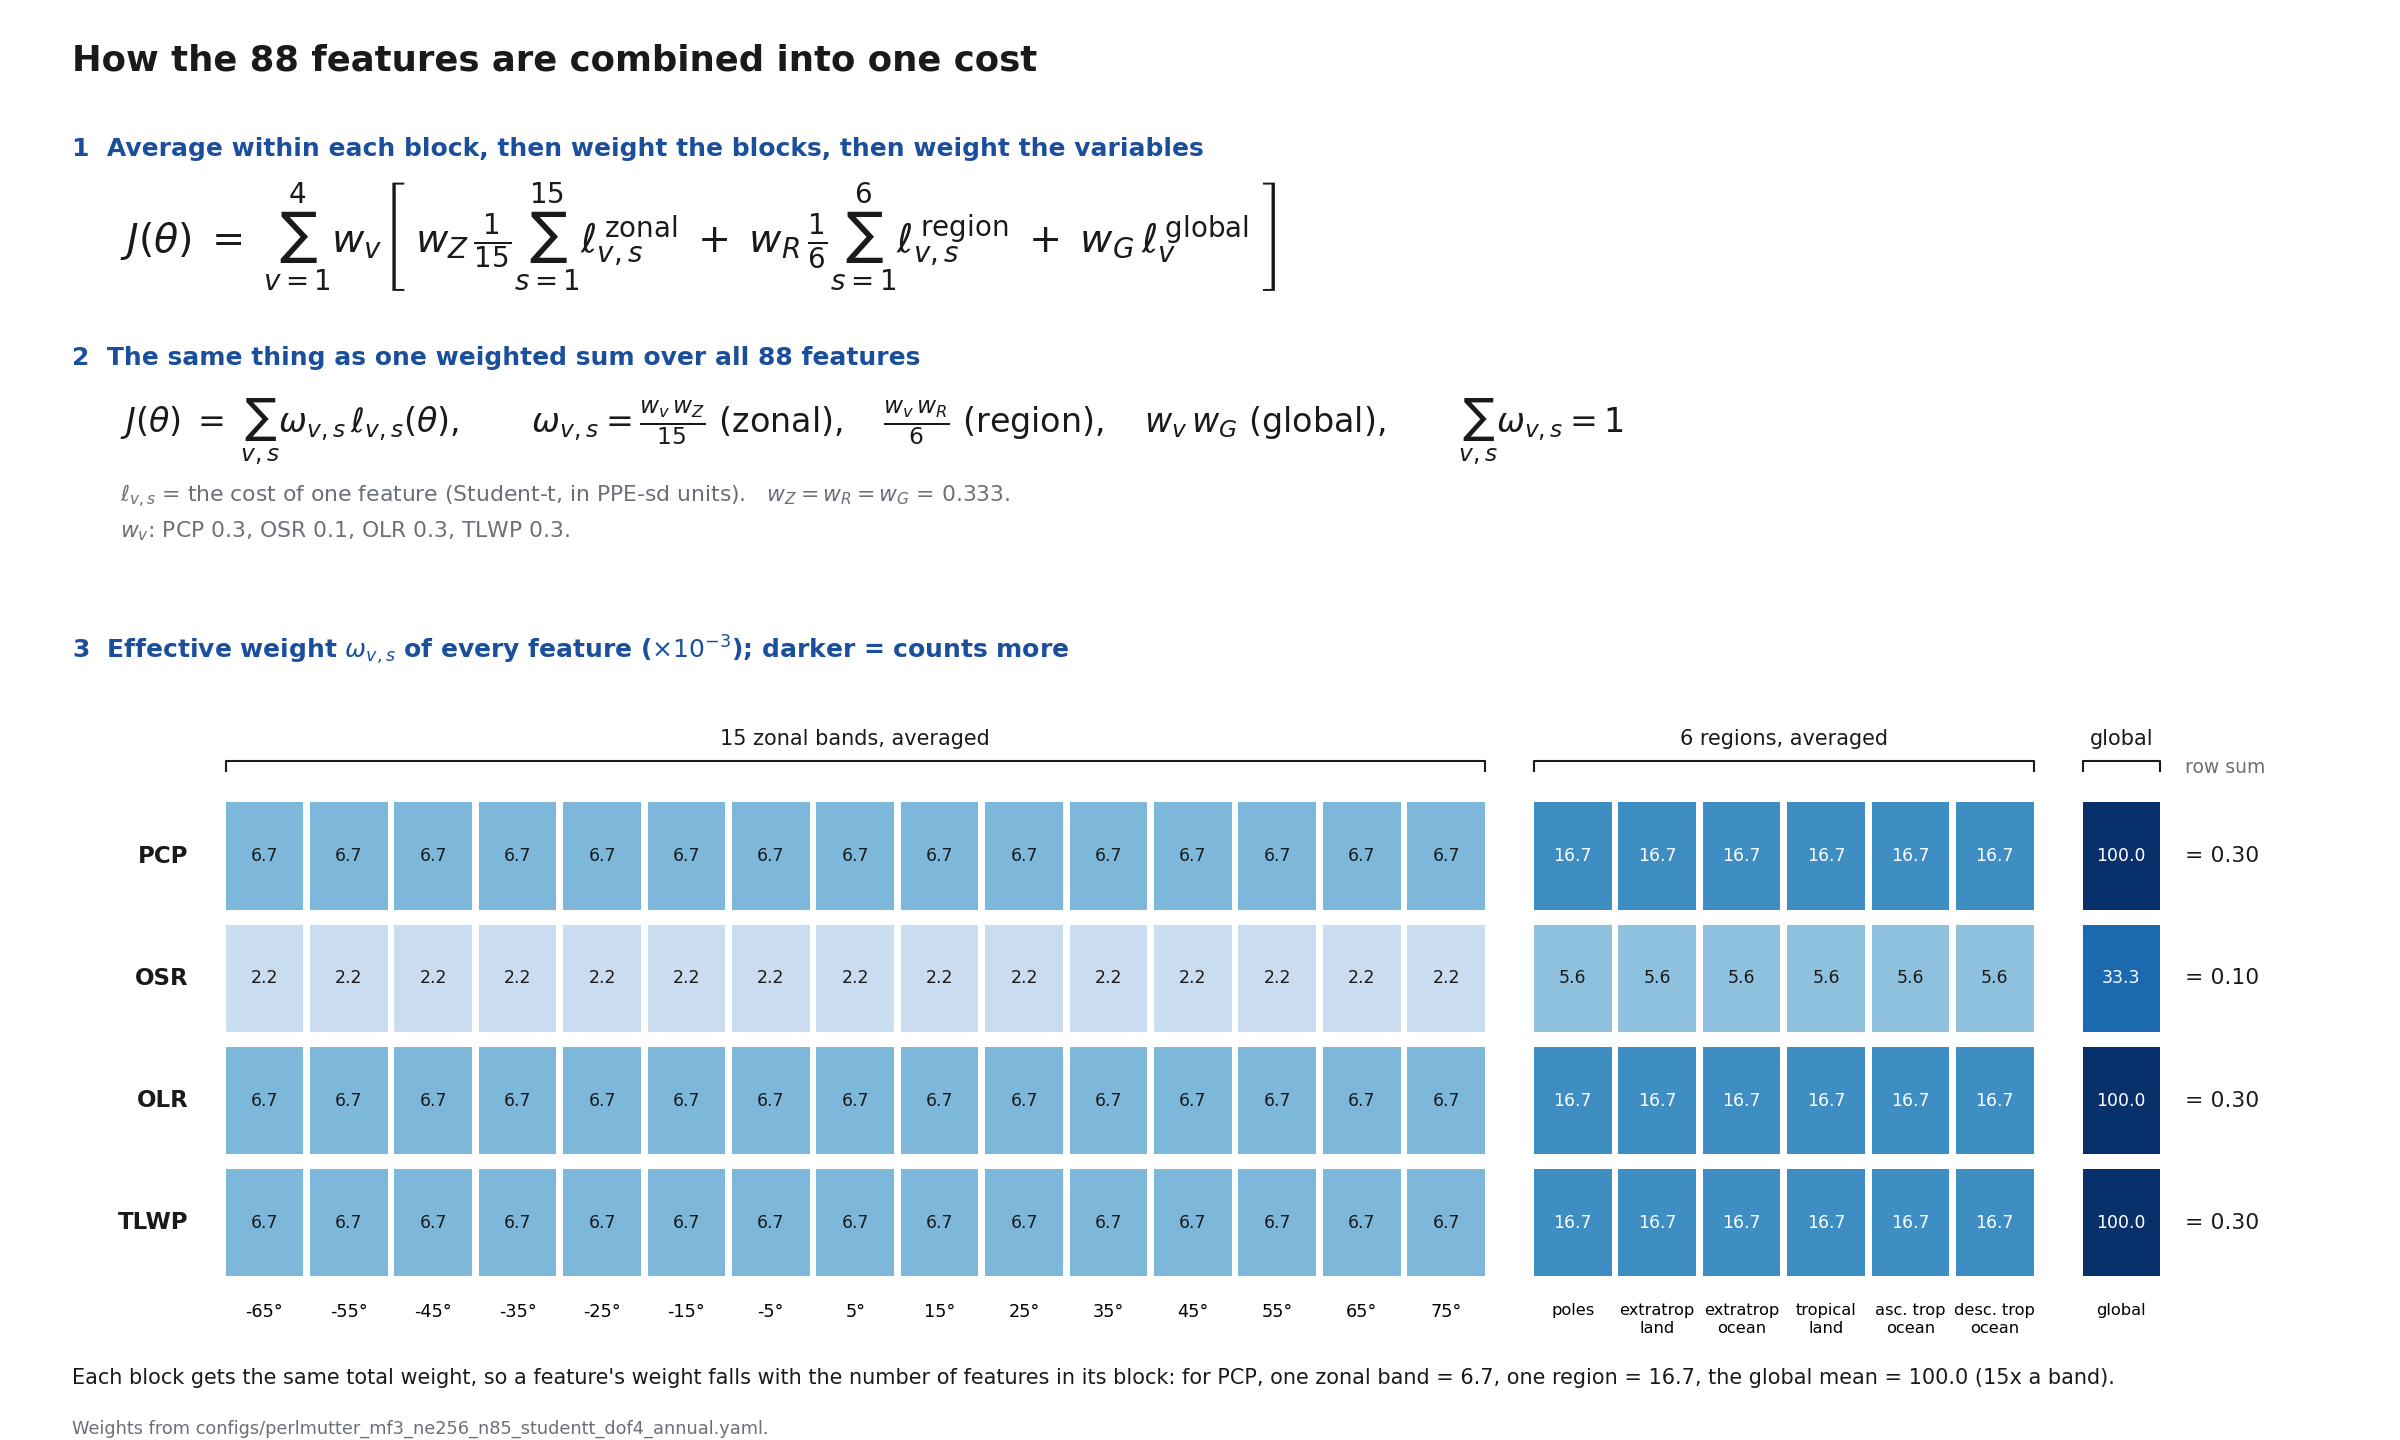 How the 88 features are combined into one cost
1 Average within each block, then weight the blocks, then weight the variables
J(θ) = ∑_{v=1}^{4} w_v [ w_Z 1/15 ∑_{s=1}^{15} ℓ_{v,s}^{zonal} + w_R 1/6 ∑_{s=1}^{6} ℓ_{v,s}^{region} + w_G ℓ_v^{global} ]
2 The same thing as one weighted sum over all 88 features
J(θ) = ∑_{v,s} ω_{v,s} ℓ_{v,s}(θ), ω_{v,s} = w_v w_Z/15 (zonal), w_v w_R/6 (region), w_v w_G (global), ∑_{v,s} ω_{v,s} = 1
ℓ_{v,s} = the cost of one feature (Student-t, in PPE-sd units). w_Z = w_R = w_G = 0.333.
w_v: PCP 0.3, OSR 0.1, OLR 0.3, TLWP 0.3.
3 Effective weight ω_{v,s} of every feature (×10⁻³); darker = counts more
15 zonal bands, averaged 6 regions, averaged global
row sum
PCP 6.7 6.7 6.7 6.7 6.7 6.7 6.7 6.7 6.7 6.7 6.7 6.7 6.7 6.7 6.7 16.7 16.7 16.7 16.7 16.7 16.7 100.0 = 0.30
OSR 2.2 2.2 2.2 2.2 2.2 2.2 2.2 2.2 2.2 2.2 2.2 2.2 2.2 2.2 2.2 5.6 5.6 5.6 5.6 5.6 5.6 33.3 = 0.10
OLR 6.7 6.7 6.7 6.7 6.7 6.7 6.7 6.7 6.7 6.7 6.7 6.7 6.7 6.7 6.7 16.7 16.7 16.7 16.7 16.7 16.7 100.0 = 0.30
TLWP 6.7 6.7 6.7 6.7 6.7 6.7 6.7 6.7 6.7 6.7 6.7 6.7 6.7 6.7 6.7 16.7 16.7 16.7 16.7 16.7 16.7 100.0 = 0.30
-65° -55° -45° -35° -25° -15° -5° 5° 15° 25° 35° 45° 55° 65° 75° poles extratrop extratrop tropical asc. trop desc. trop global
land ocean land ocean ocean
Each block gets the same total weight, so a feature's weight falls with the number of features in its block: for PCP, one zonal band = 6.7, one region = 16.7, the global mean = 100.0 (15x a band).
Weights from configs/perlmutter_mf3_ne256_n85_studentt_dof4_annual.yaml.